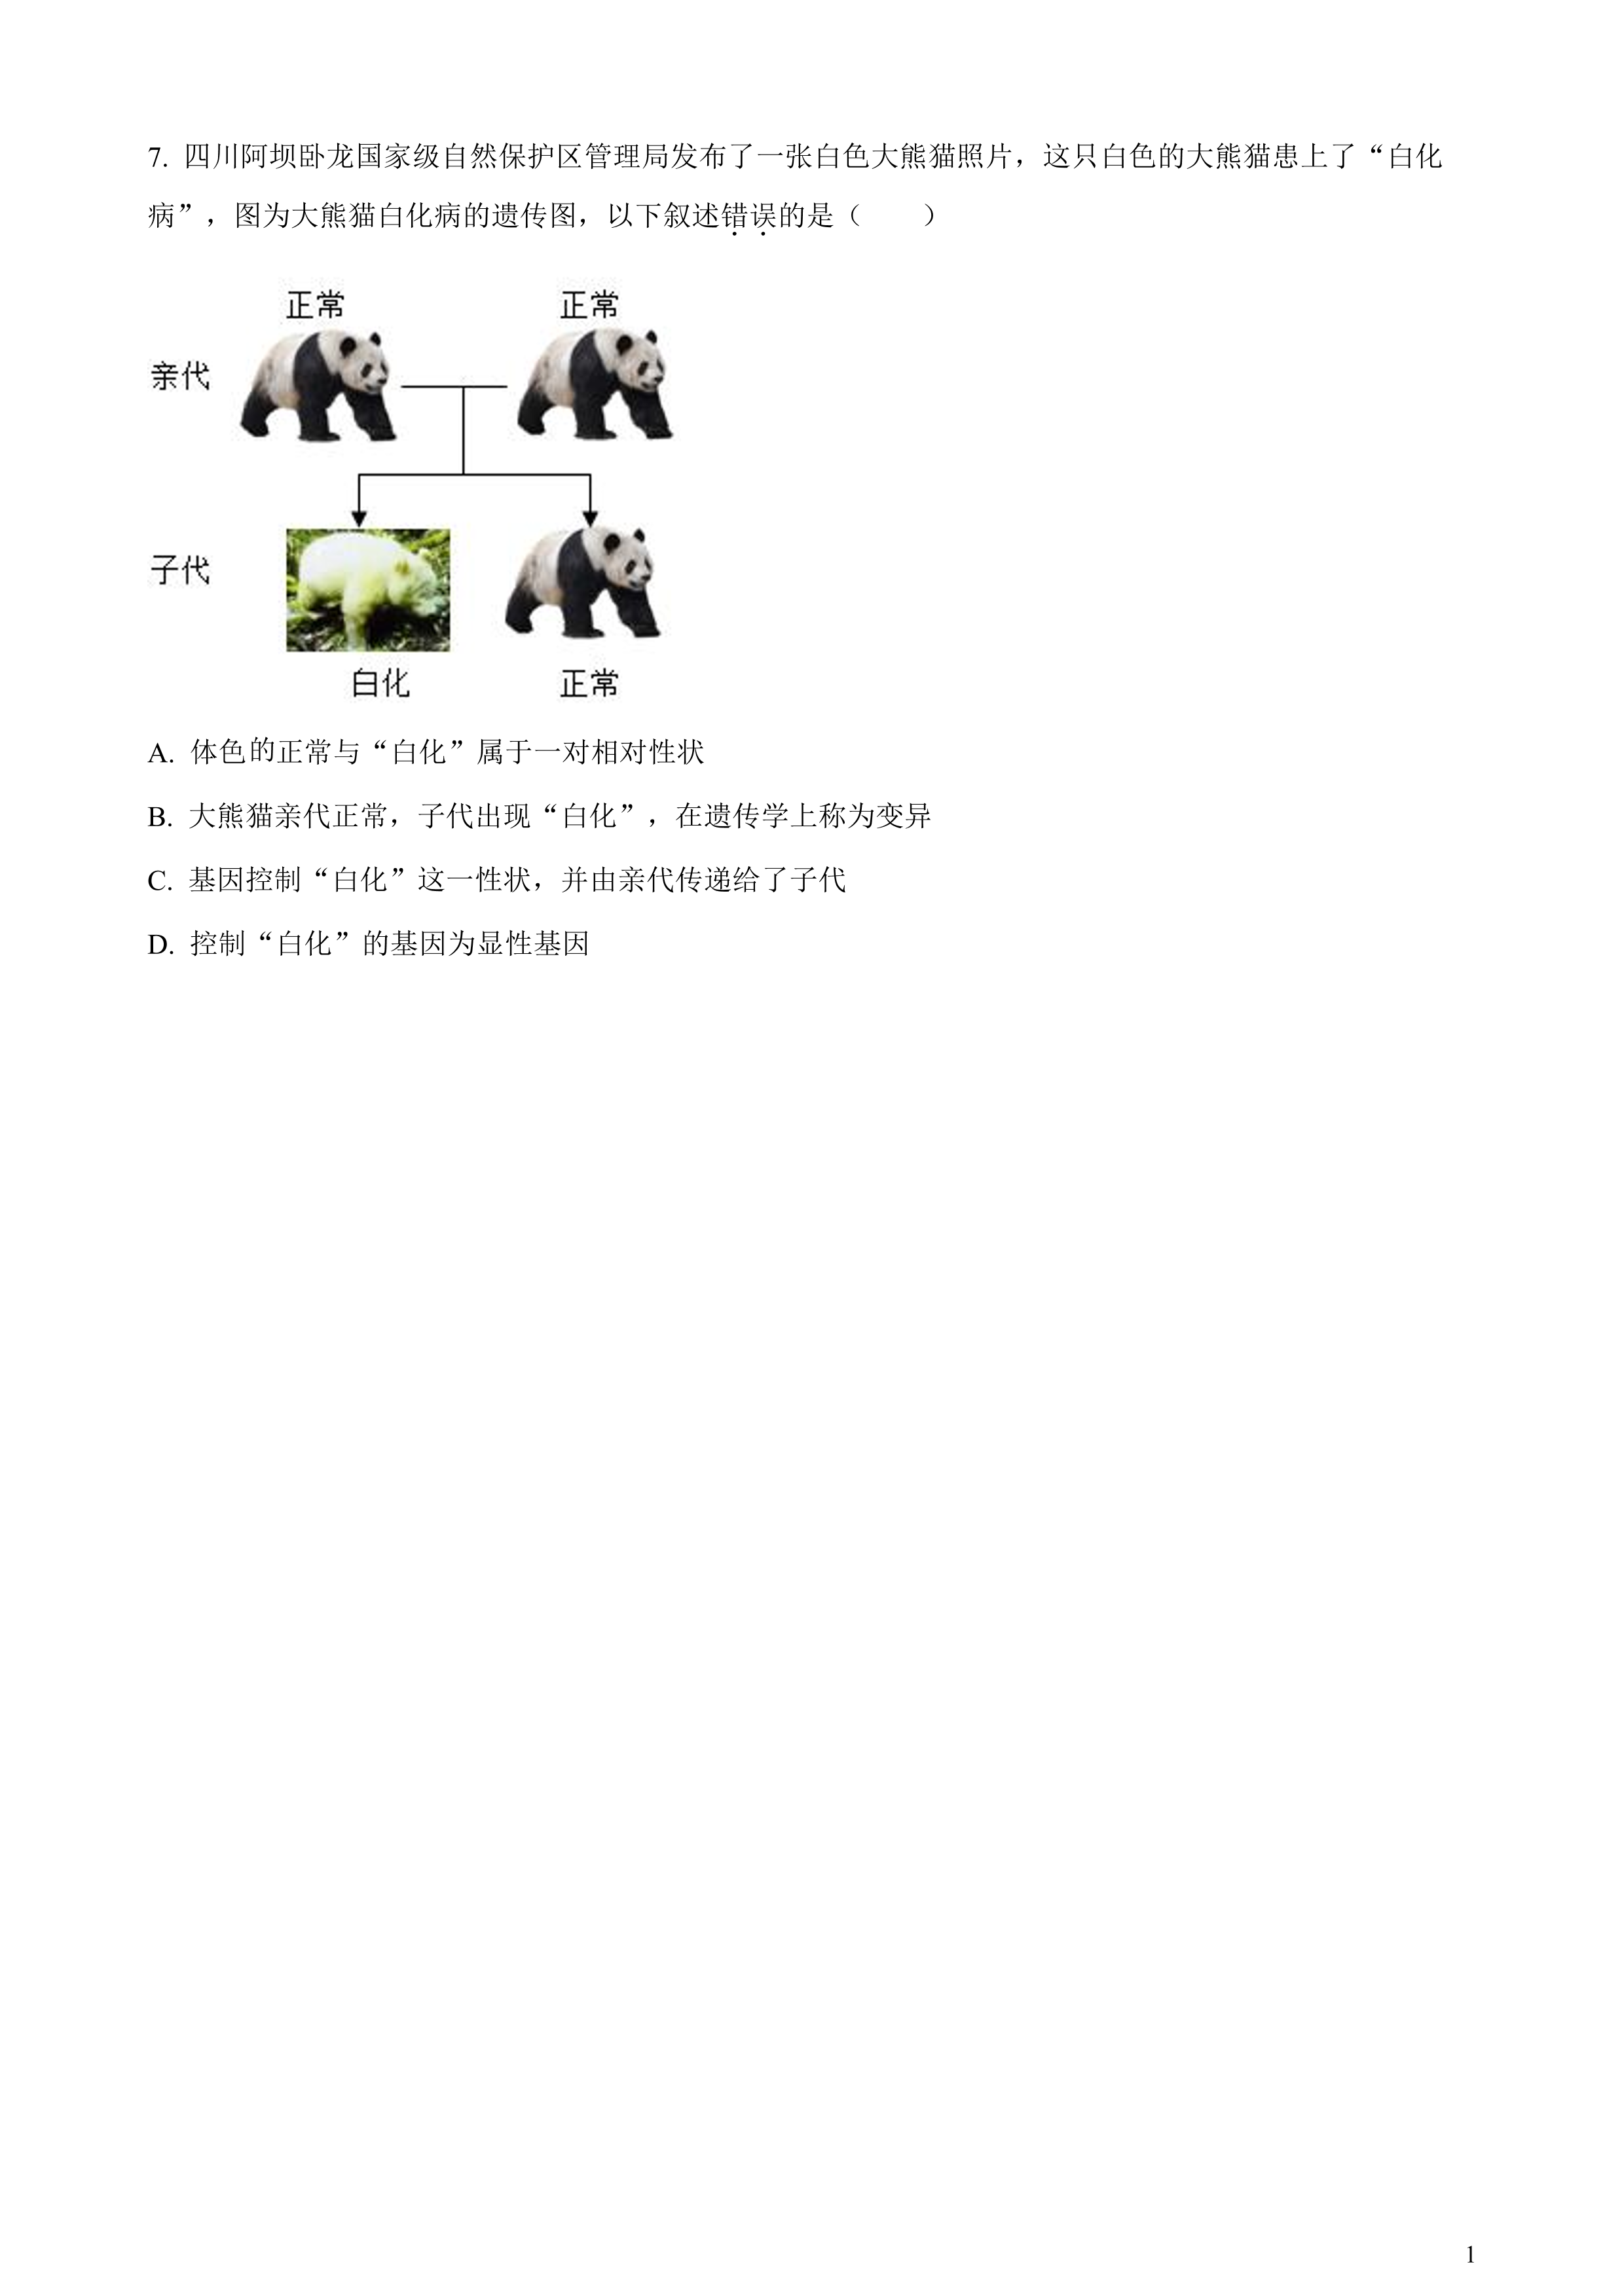 7. 四川阿坝卧龙国家级自然保护区管理局发布了一张白色大熊猫照片，这只白色的大熊猫患上了“白化
病”，图为大熊猫白化病的遗传图，以下叙述错误的是（　　）
正常 正常
亲代
子代
白化 正常
A. 体色的正常与“白化”属于一对相对性状
B. 大熊猫亲代正常，子代出现“白化”，在遗传学上称为变异
C. 基因控制“白化”这一性状，并由亲代传递给了子代
D. 控制“白化”的基因为显性基因
1